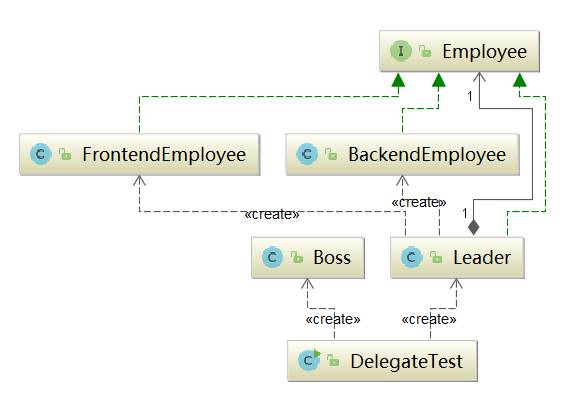 I Employee
1
C FrontendEmployee
C BackendEmployee
«create»
«create»
1
C Boss
C Leader
«create»
«create»
C DelegateTest